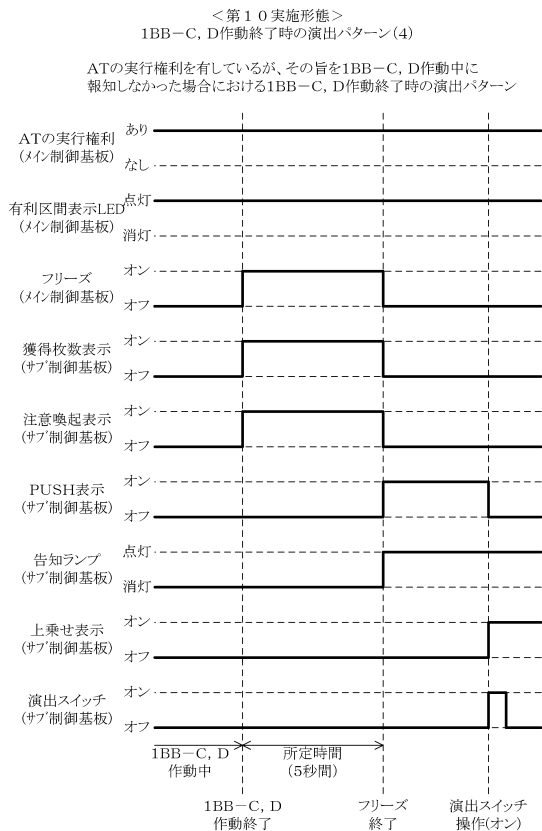 ＜第１０実施形態＞
１ＢＢ－Ｃ，Ｄ作動終了時の演出パターン（４）
ＡＴの実行権利を有しているが、その旨を１ＢＢ－Ｃ，Ｄ作動中に
報知しなかった場合における１ＢＢ－Ｃ，Ｄ作動終了時の演出パターン
ＡＴの実行権利
（ﾒｲﾝ制御基板）
あり
なし
有利区間表示ＬＥＤ
（ﾒｲﾝ制御基板）
点灯
消灯
フリーズ
（ﾒｲﾝ制御基板）
オン
オフ
獲得枚数表示
（ｻﾌﾞ制御基板）
オン
オフ
注意喚起表示
（ｻﾌﾞ制御基板）
オン
オフ
ＰＵＳＨ表示
（ｻﾌﾞ制御基板）
オン
オフ
告知ランプ
（ｻﾌﾞ制御基板）
点灯
消灯
上乗せ表示
（ｻﾌﾞ制御基板）
オン
オフ
演出スイッチ
（ｻﾌﾞ制御基板）
オン
オフ
１ＢＢ－Ｃ，Ｄ
作動中
所定時間
（５秒間）
１ＢＢ－Ｃ，Ｄ
作動終了
フリーズ
終了
演出スイッチ
操作（オン）